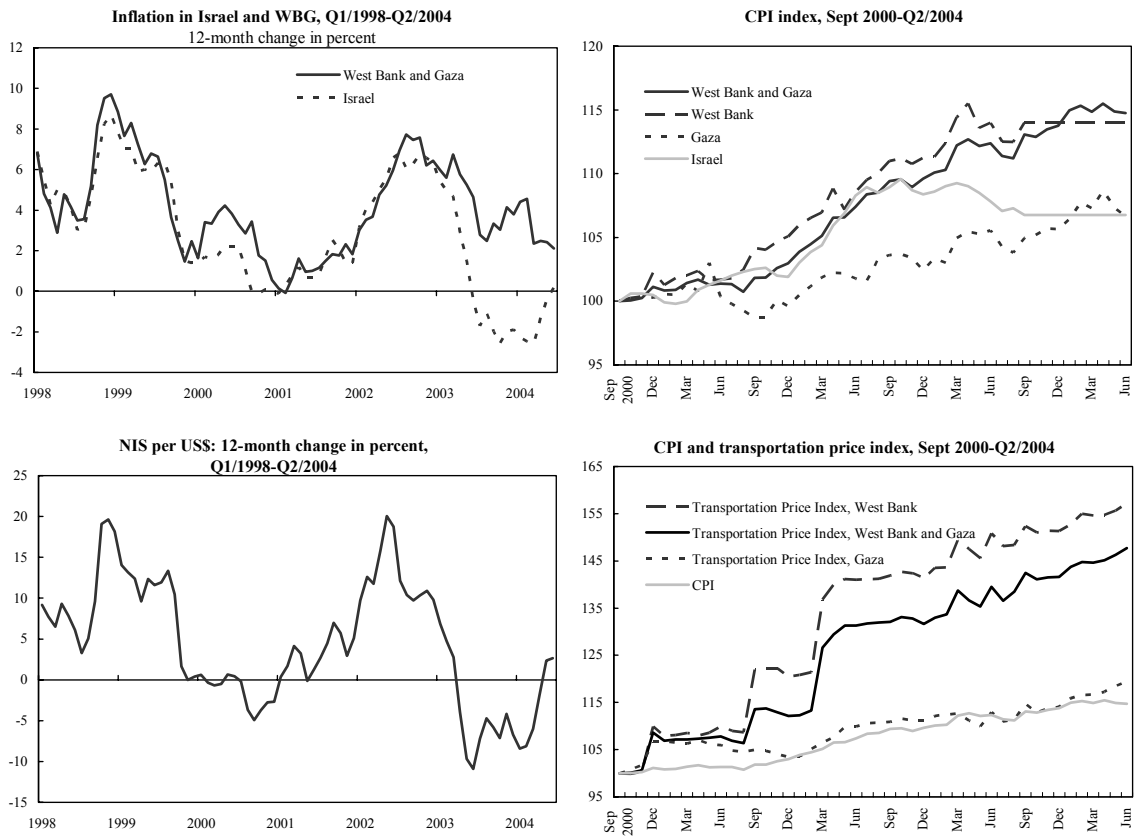 Inflation in Israel and WBG, Q1/1998-Q2/2004
12-month change in percent
12
10
8
6
4
2
0
-2
-4
1998 1999 2000 2001 2002 2003 2004
West Bank and Gaza
Israel
CPI index, Sept 2000-Q2/2004
120
115
110
105
100
95
West Bank and Gaza
West Bank
Gaza
Israel
Sep 2000 Dec Mar Jun Sep Dec Mar Jun Sep Dec Mar Jun Sep Dec Mar Jun
NIS per US$: 12-month change in percent,
Q1/1998-Q2/2004
25
20
15
10
5
0
-5
-10
-15
1998 1999 2000 2001 2002 2003 2004
CPI and transportation price index, Sept 2000-Q2/2004
165
155
145
135
125
115
105
95
Transportation Price Index, West Bank
Transportation Price Index, West Bank and Gaza
Transportation Price Index, Gaza
CPI
Sep 2000 Dec Mar Jun Sep Dec Mar Jun Sep Dec Mar Jun Sep Dec Mar Jun